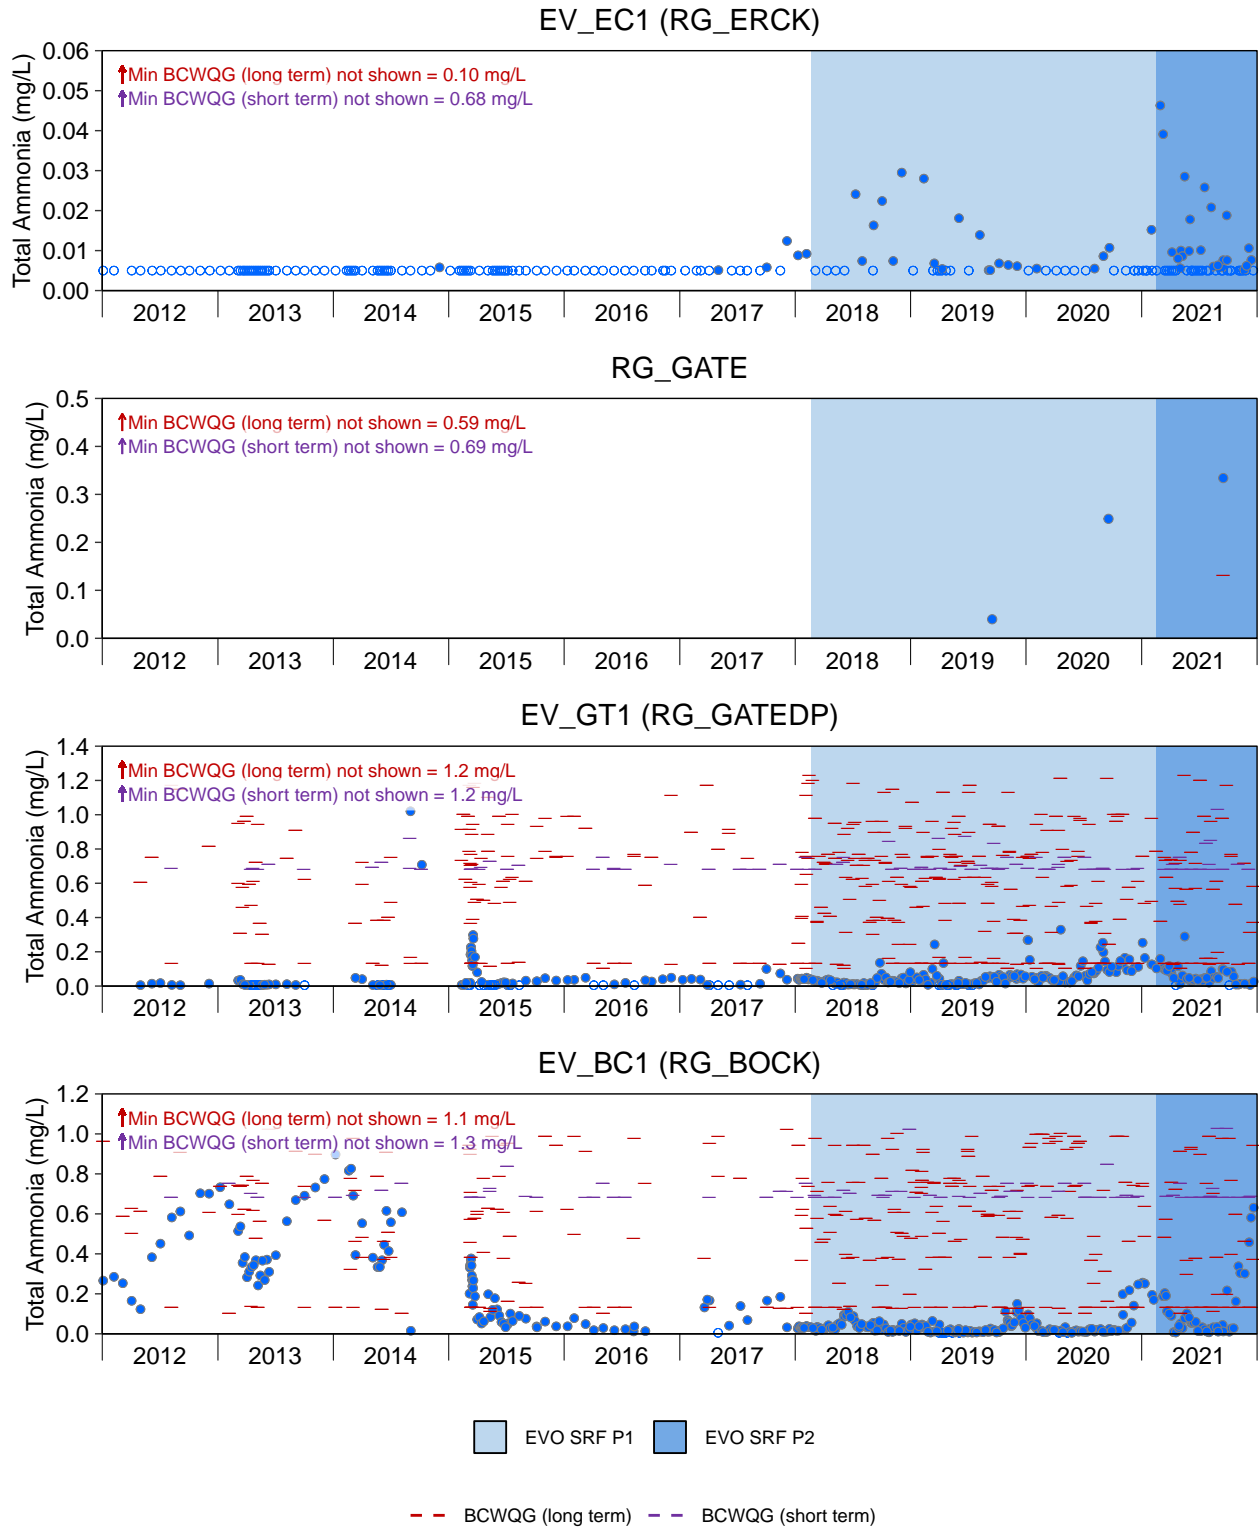 EV_EC1 (RG_ERCK)
Total Ammonia (mg/L)
0.06
0.05
0.04
0.03
0.02
0.01
0.00
Min BCWQG (long term) not shown = 0.10 mg/L
Min BCWQG (short term) not shown = 0.68 mg/L
2012 2013 2014 2015 2016 2017 2018 2019 2020 2021
RG_GATE
Total Ammonia (mg/L)
0.5
0.4
0.3
0.2
0.1
0.0
Min BCWQG (long term) not shown = 0.59 mg/L
Min BCWQG (short term) not shown = 0.69 mg/L
2012 2013 2014 2015 2016 2017 2018 2019 2020 2021
EV_GT1 (RG_GATEDP)
Total Ammonia (mg/L)
1.4
1.2
1.0
0.8
0.6
0.4
0.2
0.0
Min BCWQG (long term) not shown = 1.2 mg/L
Min BCWQG (short term) not shown = 1.2 mg/L
2012 2013 2014 2015 2016 2017 2018 2019 2020 2021
EV_BC1 (RG_BOCK)
Total Ammonia (mg/L)
1.2
1.0
0.8
0.6
0.4
0.2
0.0
Min BCWQG (long term) not shown = 1.1 mg/L
Min BCWQG (short term) not shown = 1.3 mg/L
2012 2013 2014 2015 2016 2017 2018 2019 2020 2021
EVO SRF P1 EVO SRF P2
BCWQG (long term) BCWQG (short term)